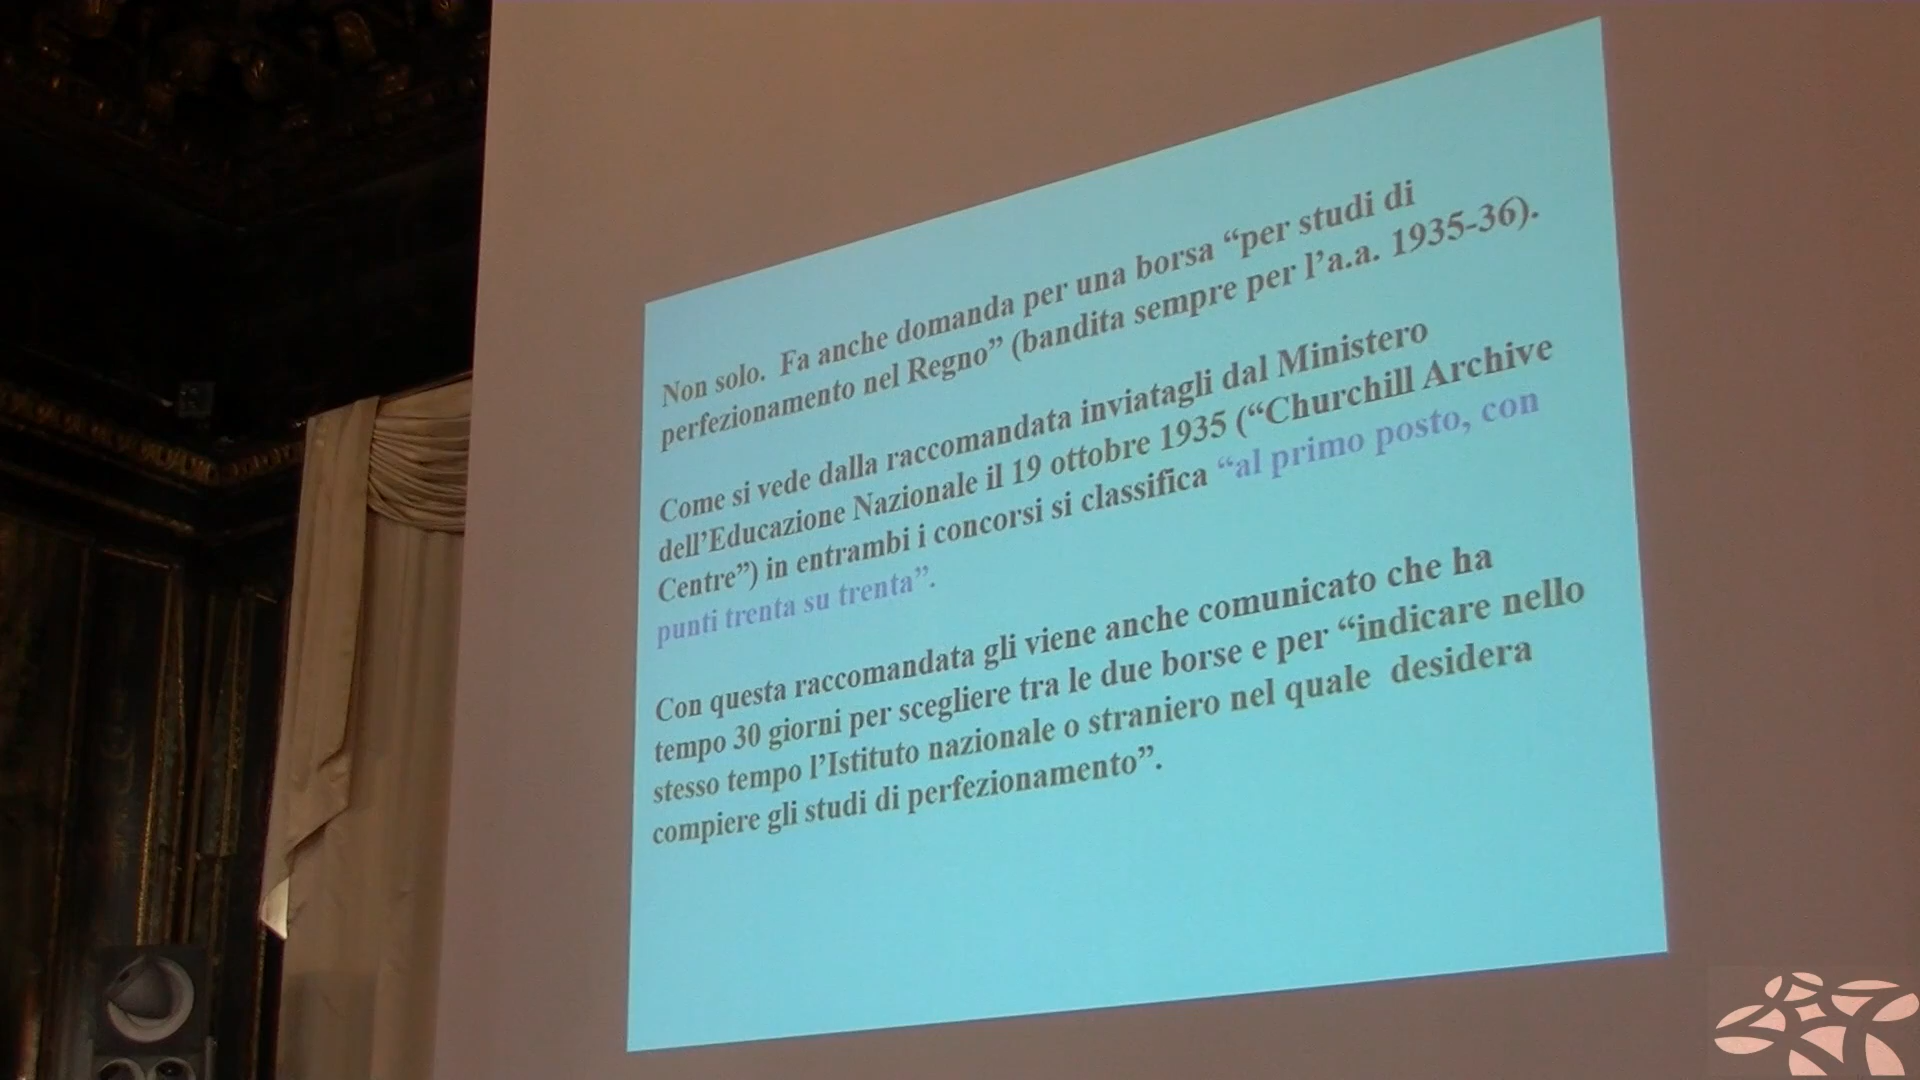 Non solo.  Fa anche domanda per una borsa “per studi di
perfezionamento nel Regno” (bandita sempre per l’a.a. 1935-36).
Come si vede dalla raccomandata inviatagli dal Ministero
dell’Educazione Nazionale il 19 ottobre 1935 (“Churchill Archive
Centre”) in entrambi i concorsi si classifica “al primo posto, con
punti trenta su trenta”.
Con questa raccomandata gli viene anche comunicato che ha
tempo 30 giorni per scegliere tra le due borse e per “indicare nello
stesso tempo l’Istituto nazionale o straniero nel quale  desidera
compiere gli studi di perfezionamento”.